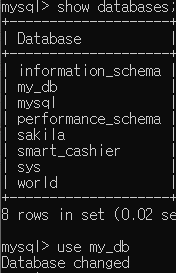 mysql> show databases;
+--------------------
| Database
+--------------------
| information_schema
| my_db
| mysql
| performance_schema
| sakila
| smart_cashier
| sys
| world
+--------------------
8 rows in set (0.02 se
mysql> use my_db
Database changed